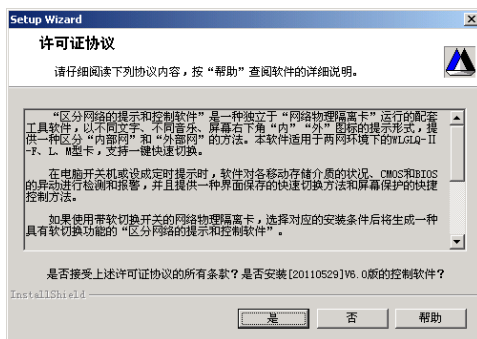 Setup Wizard
许可证协议
请仔细阅读下列协议内容，按“帮助”查阅软件的详细说明。
“区分网络的提示和控制软件”是一种独立于“网络物理隔离卡”运行的配套
工具软件，以不同文字、不同音乐、屏幕右下角“内”“外”图标的提示形式，提
供一种区分“内部网”和“外部网”的方法。本软件适用于两网环境下的WLGLQ-II
-F、L、M型卡，支持一键快速切换。
在电脑开关机或设成定时提示时，软件对各移动存储介质的状况、CMOS和BIOS
的异动进行检测和报警，并且提供一种界面保存的快速切换方法和屏幕保护的快捷
控制方法。
如果使用带软切换开关的网络物理隔离卡，选择对应的安装条件后将生成一种
具有软切换功能的“区分网络的提示和控制软件”。
是否接受上述许可证协议的所有条款？是否安装[20110529]V6.0版的控制软件？
InstallShield
是
否
帮助